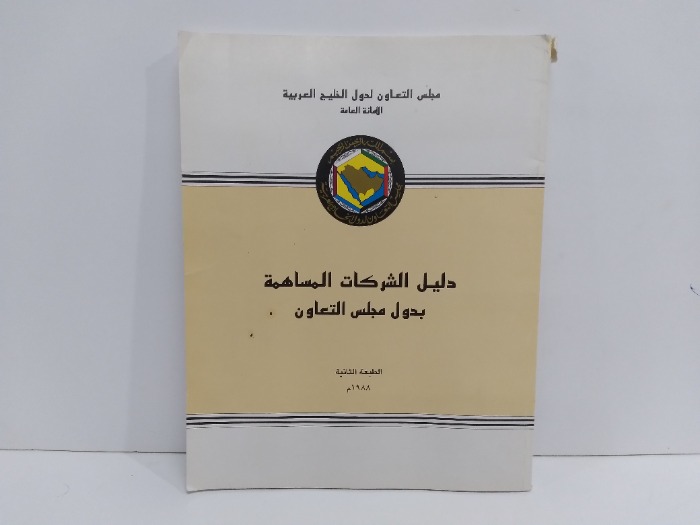 مجلس التعاون لدول الخليج العربية
الأمانة العامة
دليل الشركات المساهمة
بدول مجلس التعاون
الطبعة الثانية
١٩٨٨م